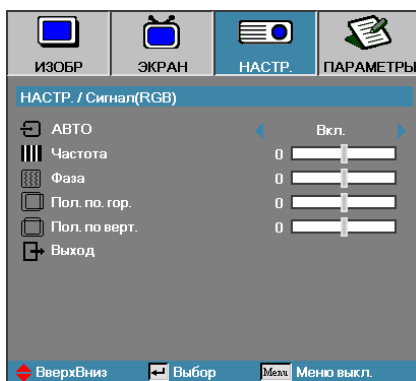 ИЗОБР ЭКРАН НАСТР. ПАРАМЕТРЫ
НАСТР. / Сигнал(RGB)
АВТО Вкл.
Частота 0
Фаза 0
Пол. по. гор. 0
Пол. по верт. 0
Выход
ВверхВниз Выбор Menu Меню выкл.